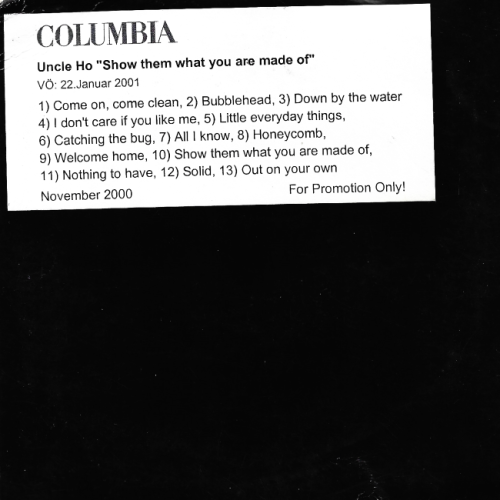 COLUMBIA
Uncle Ho "Show them what you are made of"
VÖ: 22.Januar 2001
1) Come on, come clean, 2) Bubblehead, 3) Down by the water
4) I don't care if you like me, 5) Little everyday things,
6) Catching the bug, 7) All I know, 8) Honeycomb,
9) Welcome home, 10) Show them what you are made of,
11) Nothing to have, 12) Solid, 13) Out on your own
November 2000 For Promotion Only!